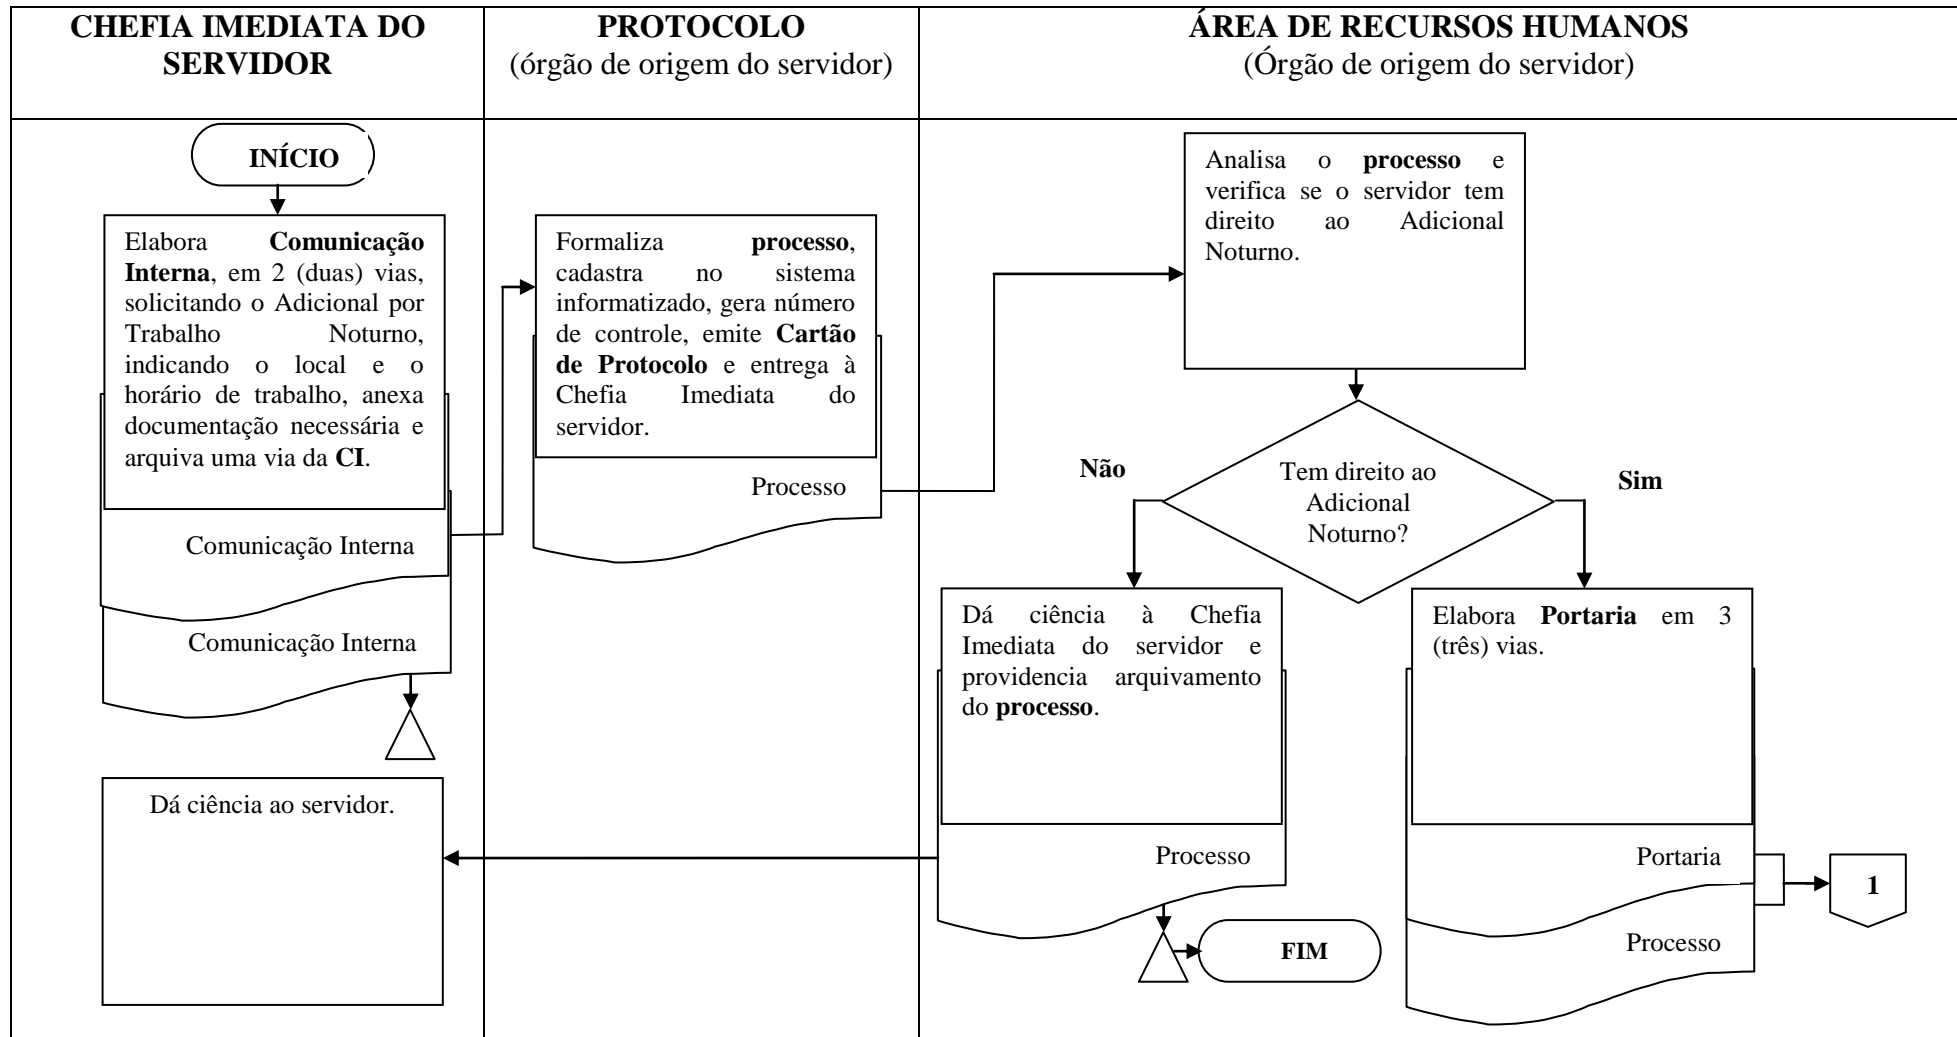 CHEFIA IMEDIATA DO
SERVIDOR
PROTOCOLO
(órgão de origem do servidor)
ÁREA DE RECURSOS HUMANOS
(Órgão de origem do servidor)
INÍCIO
Elabora Comunicação
Interna, em 2 (duas) vias,
solicitando o Adicional por
Trabalho Noturno,
indicando o local e o
horário de trabalho, anexa
documentação necessária e
arquiva uma via da CI.
Comunicação Interna
Comunicação Interna
Dá ciência ao servidor.
Formaliza processo,
cadastra no sistema
informatizado, gera número
de controle, emite Cartão
de Protocolo e entrega à
Chefia Imediata do
servidor.
Processo
Analisa o processo e
verifica se o servidor tem
direito ao Adicional
Noturno.
Não
Tem direito ao
Adicional
Noturno?
Sim
Dá ciência à Chefia
Imediata do servidor e
providencia arquivamento
do processo.
Processo
FIM
Elabora Portaria em 3
(três) vias.
Portaria
Processo
1